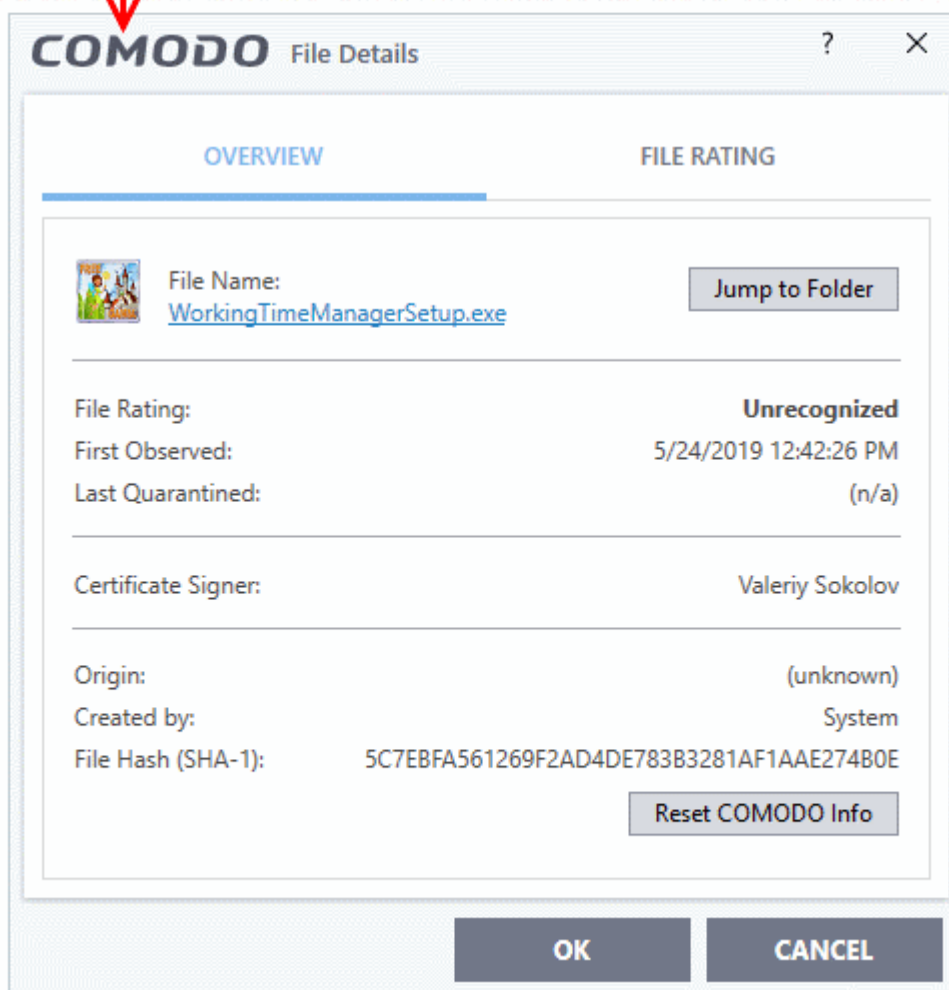 COMODO File Details ?
OVERVIEW FILE RATING
File Name:
WorkingTimeManagerSetup.exe
Jump to Folder
File Rating: Unrecognized
First Observed: 5/24/2019 12:42:26 PM
Last Quarantined: (n/a)
Certificate Signer: Valeriy Sokolov
Origin: (unknown)
Created by: System
File Hash (SHA-1): 5C7EBFA561269F2AD4DE783B3281AF1AAE274B0E
Reset COMODO Info
OK CANCEL